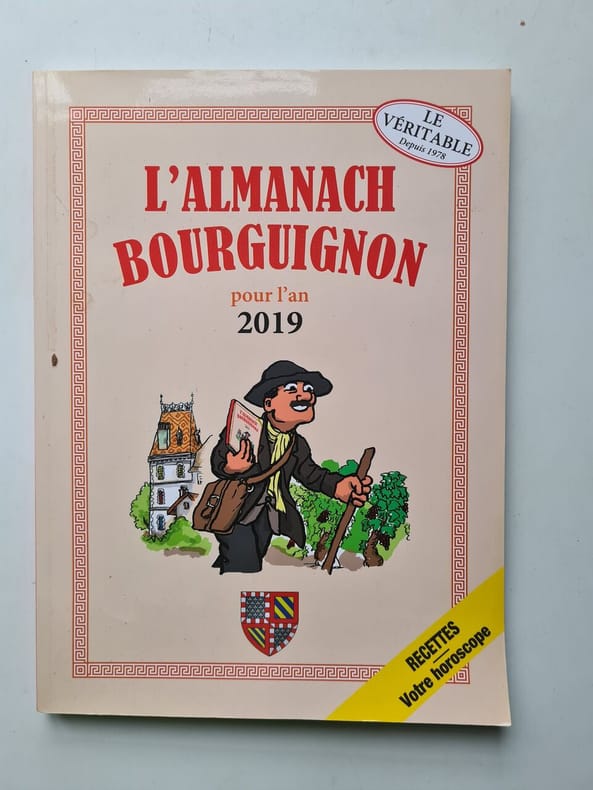 LE
VÉRITABLE
Depuis 1978
L'ALMANACH
BOURGUIGNON
pour l'an
2019
RECETTES
Votre horoscope